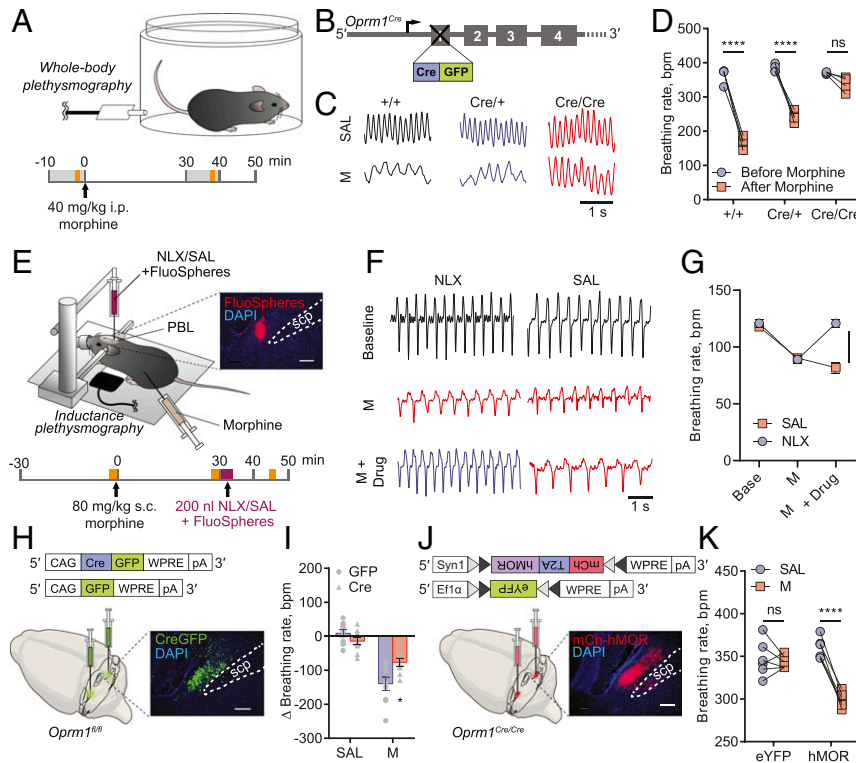 A
Whole-body
plethysmography
-10 0 30 40 50 min
40 mg/kg i.p.
morphine
B
Oprm1Cre
5′ 2 3 4 3′
Cre GFP
C
+/+ Cre/+ Cre/Cre
SAL
M
1 s
D
Breathing rate, bpm
500
400
300
200
100
0
**** **** ns
Before Morphine
After Morphine
+/+ Cre/+ Cre/Cre
E
NLX/SAL
+FluoSpheres
PBL
FluoSpheres
DAPI
scp
Inductance
plethysmography
Morphine
-30 0 30 40 50 min
80 mg/kg s.c.
morphine
200 nl NLX/SAL
+ FluoSpheres
F
NLX SAL
Baseline
M
M +
Drug
1 s
G
Breathing rate, bpm
150
100
50
SAL
NLX
Base
M
M + Drug
H
5′ CAG Cre GFP WPRE pA 3′
5′ CAG GFP WPRE pA 3′
CreGFP
DAPI
scp
Oprm1fl/fl
I
Δ Breathing rate, bpm
200
100
0
-100
-200
-300
GFP
Cre
*
SAL M
J
5′ Syn1 hMOR T2A mCh WPRE pA 3′
5′ Ef1α eYFP WPRE pA 3′
mCh-hMOR
DAPI
scp
Oprm1Cre/Cre
K
SAL
M
Breathing rate, bpm
450
400
350
300
250
ns ****
eYFP hMOR